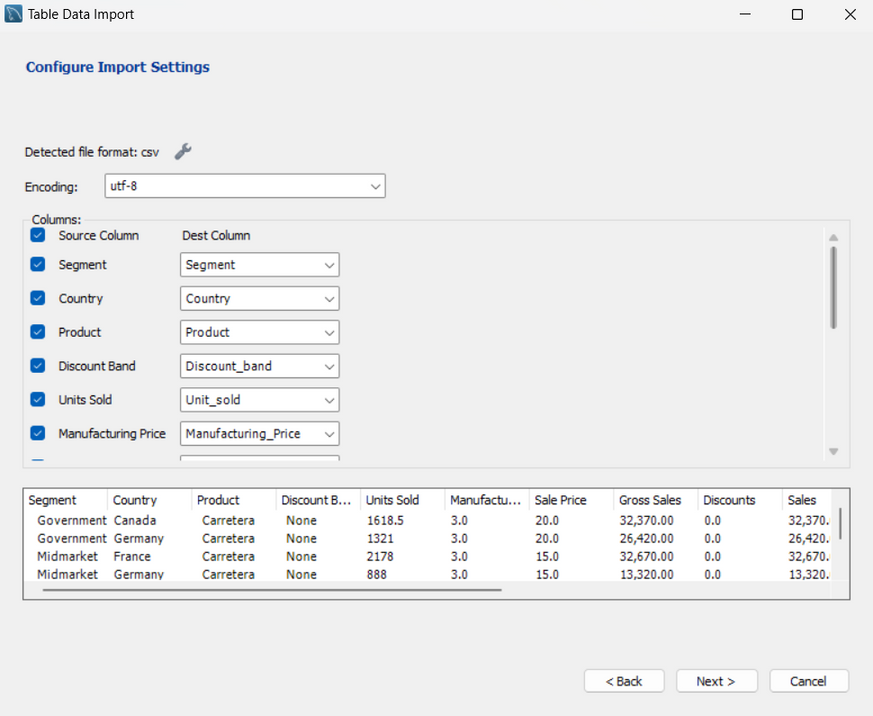 Table Data Import
Configure Import Settings
Detected file format: csv
Encoding: utf-8
Columns:
Source Column Dest Column
Segment Segment
Country Country
Product Product
Discount Band Discount_band
Units Sold Unit_sold
Manufacturing Price Manufacturing_Price
Segment Country Product Discount B... Units Sold Manufactu... Sale Price Gross Sales Discounts Sales
Government Canada Carretera None 1618.5 3.0 20.0 32,370.00 0.0 32,370.
Government Germany Carretera None 1321 3.0 20.0 26,420.00 0.0 26,420.
Midmarket France Carretera None 2178 3.0 15.0 32,670.00 0.0 32,670.
Midmarket Germany Carretera None 888 3.0 15.0 13,320.00 0.0 13,320.
< Back Next > Cancel